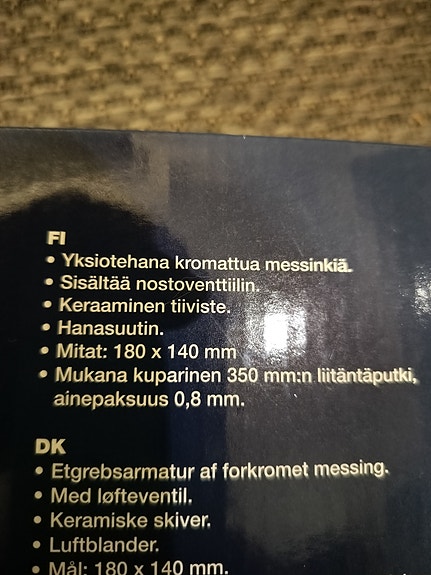 FI
• Yksiotehana kromattua messinkiä.
• Sisältää nostoventtiilin.
• Keraaminen tiiviste.
• Hanasuutin.
• Mitat: 180 x 140 mm
• Mukana kuparinen 350 mm:n liitäntäputki,
ainepaksuus 0,8 mm.
DK
• Etgrebsarmatur af forkromet messing.
• Med løfteventil.
• Keramiske skiver.
• Luftblander.
• Mål: 180 x 140 mm.